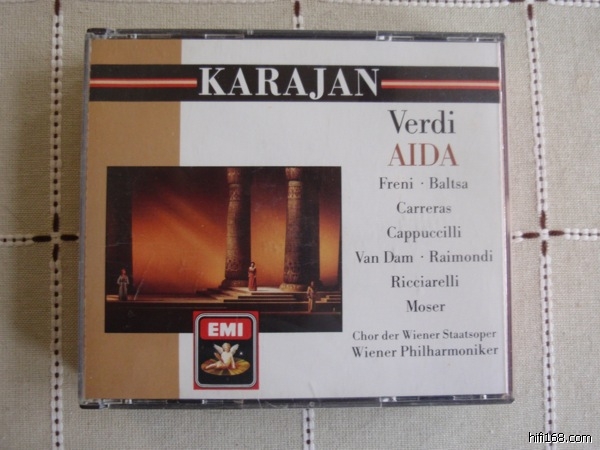 KARAJAN
Verdi
AIDA
Freni · Baltsa
Carreras
Cappuccilli
Van Dam · Raimondi
Ricciarelli
Moser
Chor der Wiener Staatsoper
Wiener Philharmoniker
EMI
hifi168.com